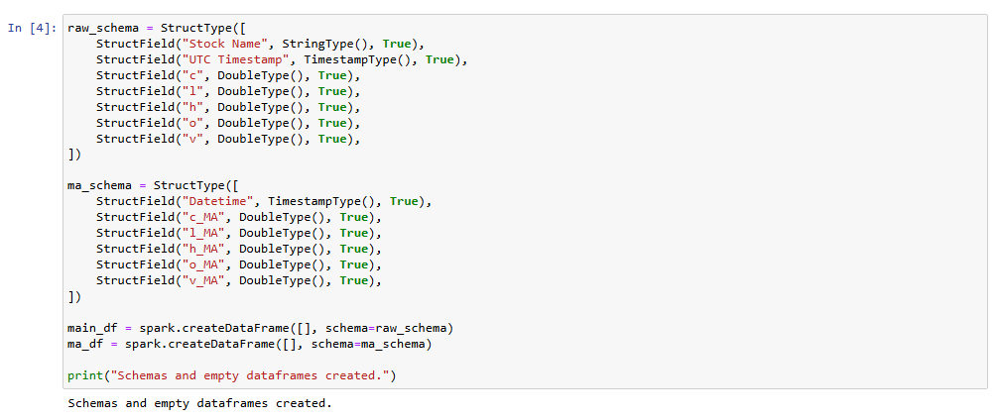 In [4]: raw_schema = StructType([
    StructField("Stock Name", StringType(), True),
    StructField("UTC Timestamp", TimestampType(), True),
    StructField("c", DoubleType(), True),
    StructField("l", DoubleType(), True),
    StructField("h", DoubleType(), True),
    StructField("o", DoubleType(), True),
    StructField("v", DoubleType(), True),
])

ma_schema = StructType([
    StructField("Datetime", TimestampType(), True),
    StructField("c_MA", DoubleType(), True),
    StructField("l_MA", DoubleType(), True),
    StructField("h_MA", DoubleType(), True),
    StructField("o_MA", DoubleType(), True),
    StructField("v_MA", DoubleType(), True),
])

main_df = spark.createDataFrame([], schema=raw_schema)
ma_df = spark.createDataFrame([], schema=ma_schema)

print("Schemas and empty dataframes created.")
Schemas and empty dataframes created.